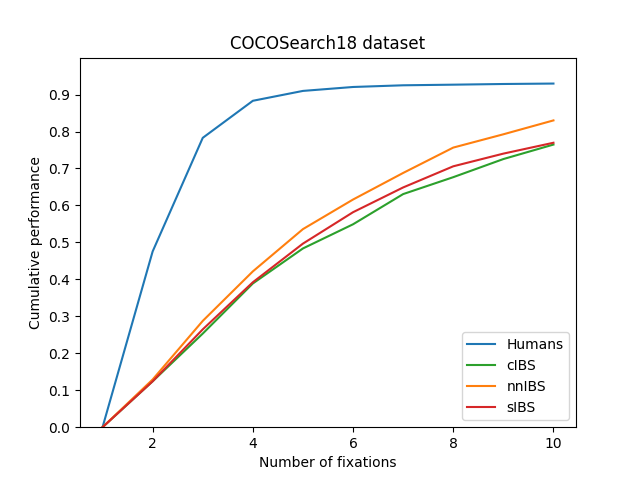 COCOSearch18 dataset
Cumulative performance
0.9
0.8
0.7
0.6
0.5
0.4
0.3
0.2
0.1
0.0
Humans
cIBS
nnIBS
sIBS
2 4 6 8 10
Number of fixations